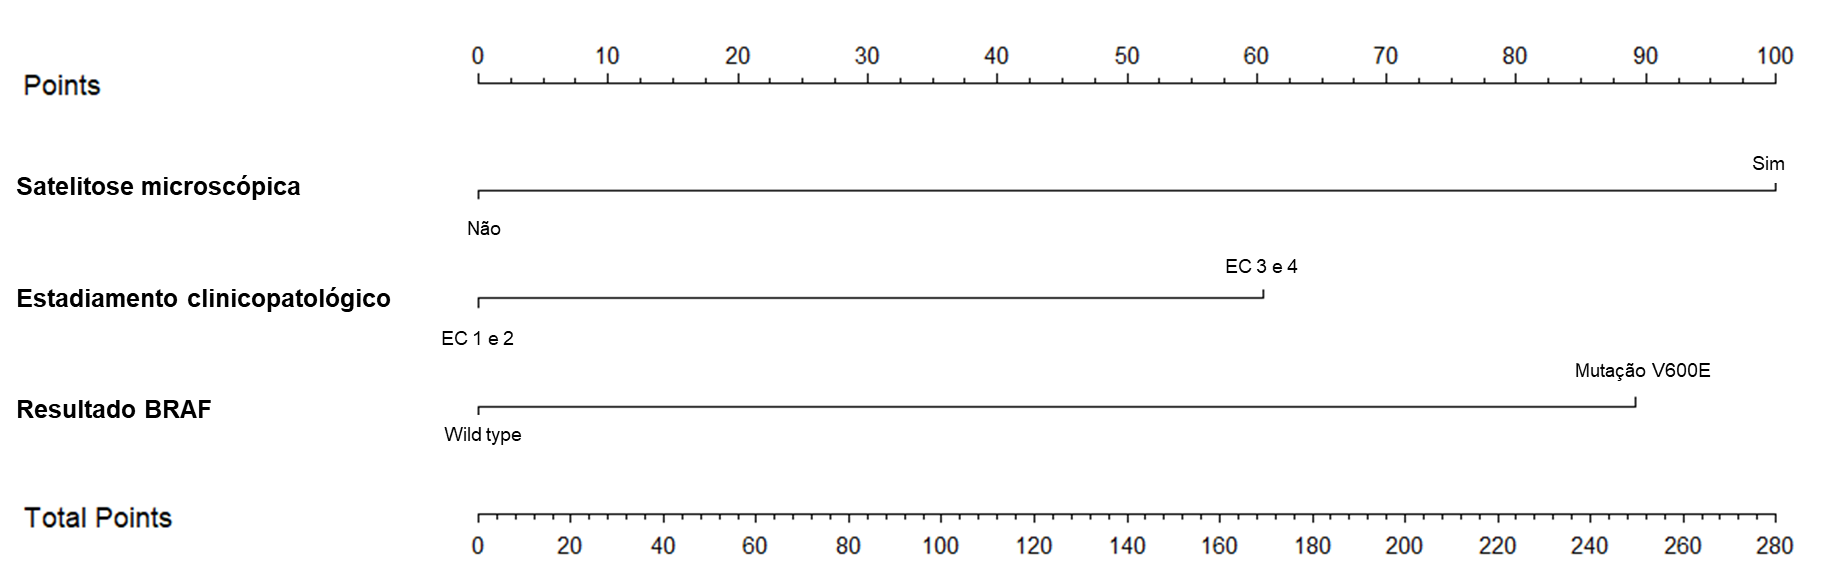 0 10 20 30 40 50 60 70 80 90 100
Points
Sim
Satelitose microscópica
Não
EC 3 e 4
Estadiamento clinicopatológico
EC 1 e 2
Mutação V600E
Resultado BRAF
Wild type
Total Points
0 20 40 60 80 100 120 140 160 180 200 220 240 260 280